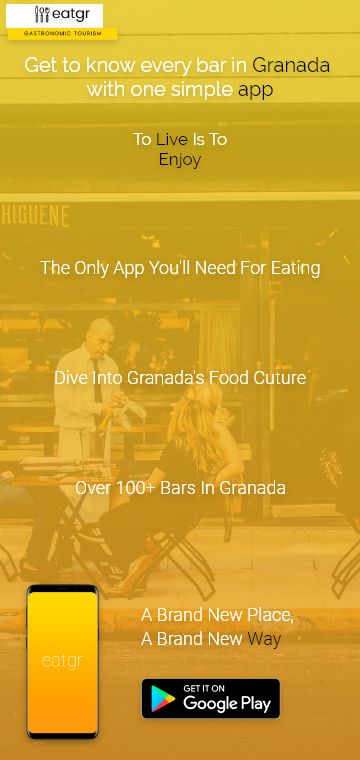 eatgr
GASTRONOMIC TOURISM
Get to know every bar in Granada
with one simple app
To Live Is To
Enjoy
HIGUENE
The Only App You'll Need For Eating
Dive Into Granada's Food Cuture
Over 100+ Bars In Granada
A Brand New Place,
A Brand New Way
eatgr
GET IT ON
Google Play